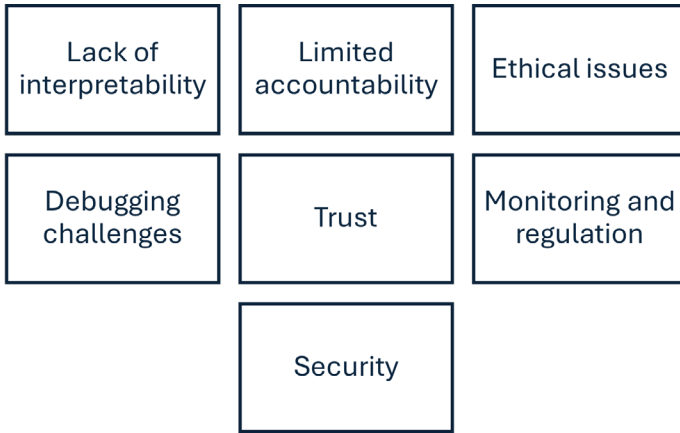 Lack of
interpretability
Limited
accountability
Ethical issues
Debugging
challenges
Trust
Monitoring and
regulation
Security